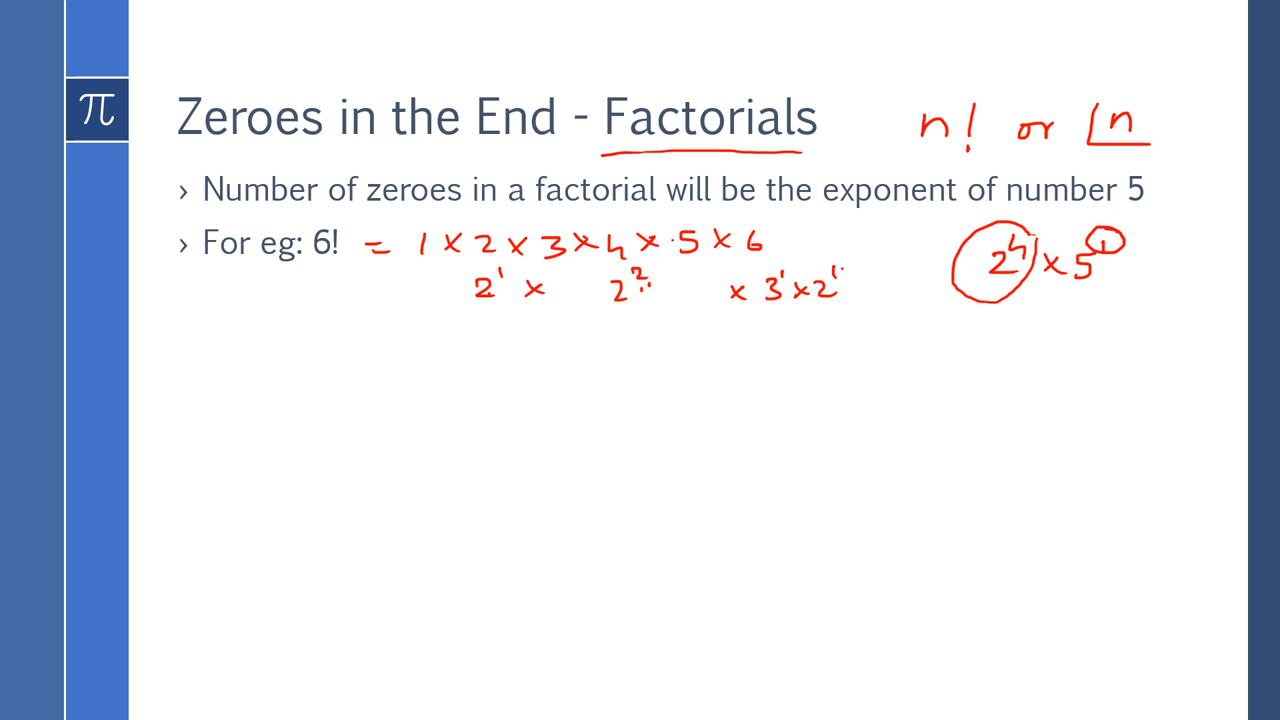 π
Zeroes in the End - Factorials n! or |n
› Number of zeroes in a factorial will be the exponent of number 5
› For eg: 6! = 1 × 2 × 3 × 4 × 5 × 6
2¹ × 2² × 3¹ × 2¹
2⁴ × 5¹